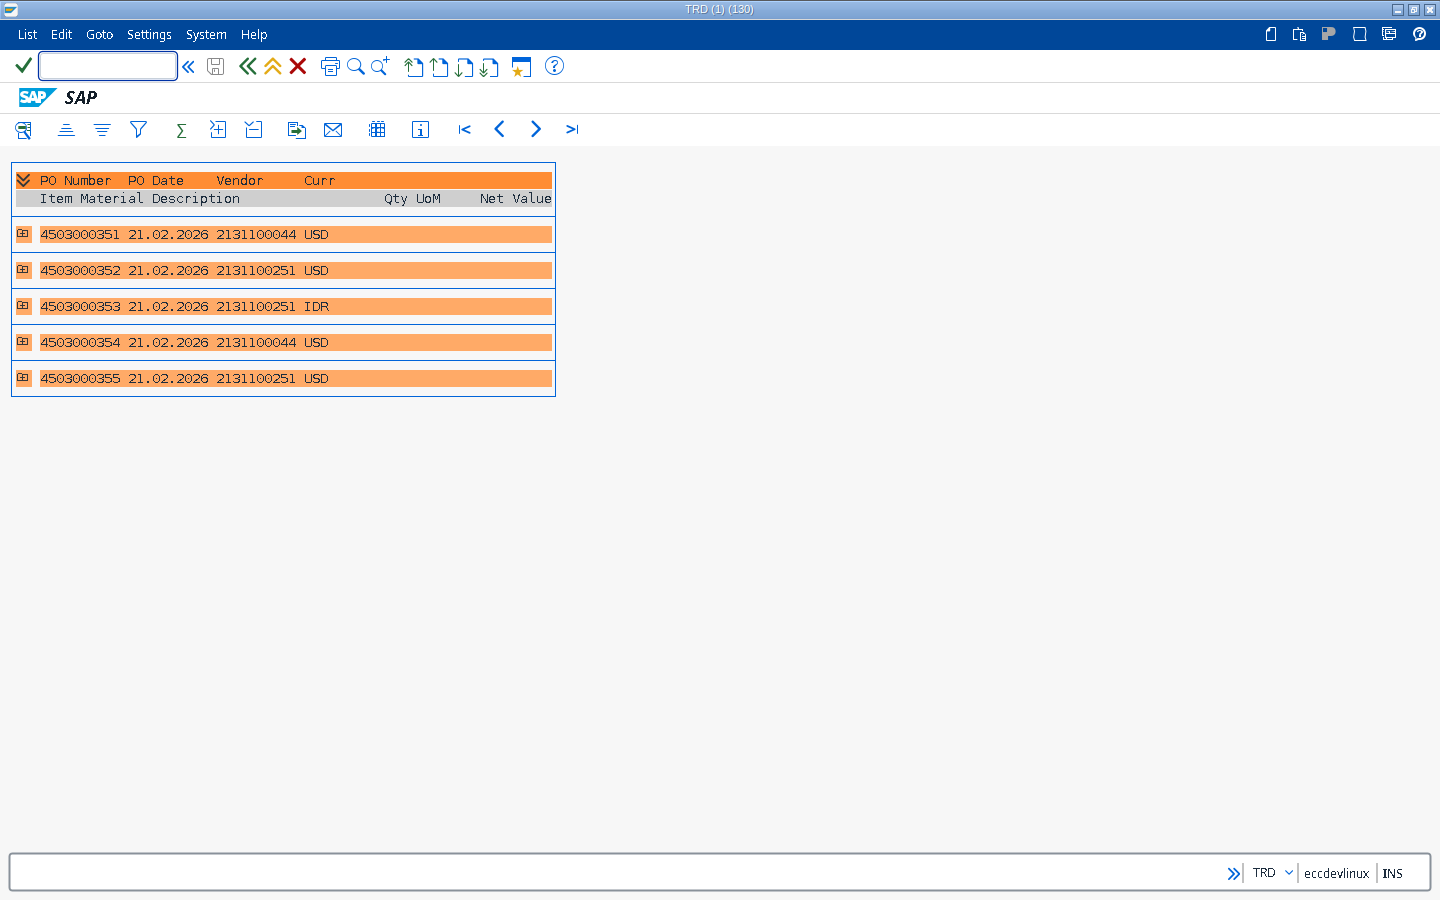 TRD (1) (130)
List Edit Goto Settings System Help
SAP SAP
PO Number PO Date Vendor Curr
Item Material Description Qty UoM Net Value
4503000351 21.02.2026 2131100044 USD
4503000352 21.02.2026 2131100251 USD
4503000353 21.02.2026 2131100251 IDR
4503000354 21.02.2026 2131100044 USD
4503000355 21.02.2026 2131100251 USD
TRD eccdevlinux INS